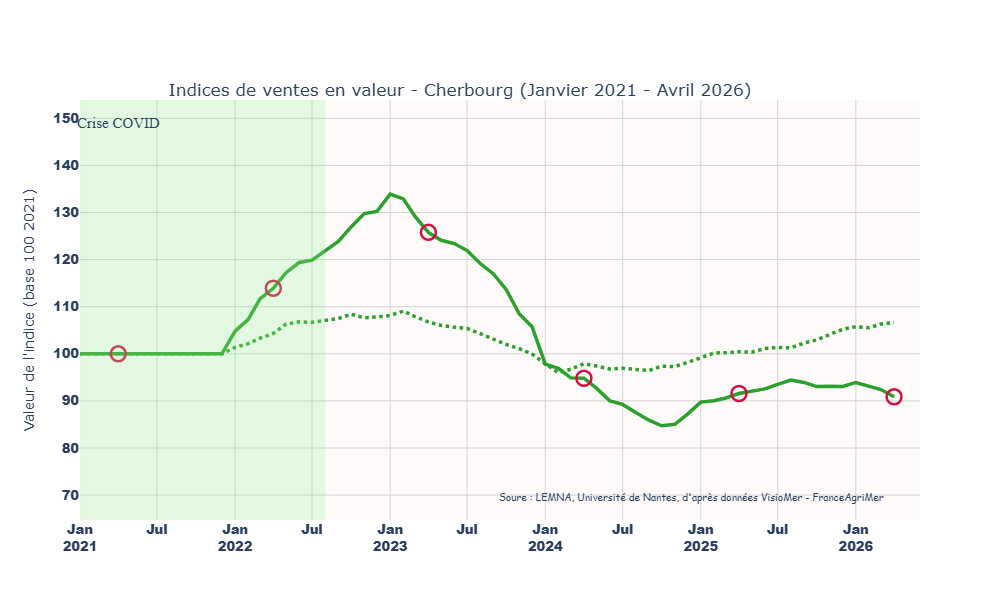 Indices de ventes en valeur - Cherbourg (Janvier 2021 - Avril 2026)
Valeur de l'indice (base 100 2021)
150
140
130
120
110
100
90
80
70
Crise COVID
Soure : LEMNA, Université de Nantes, d'après données VisioMer - FranceAgriMer
Jan Jul Jan Jul Jan Jul Jan Jul Jan Jul Jan
2021 2022 2023 2024 2025 2026